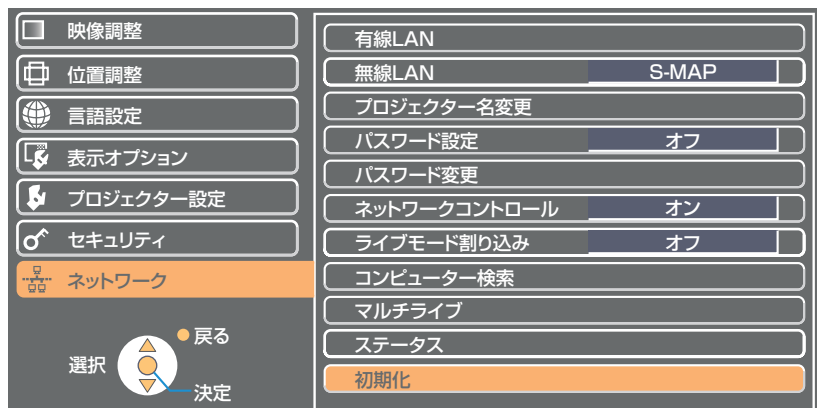 映像調整
位置調整
言語設定
表示オプション
プロジェクター設定
セキュリティ
ネットワーク
戻る
選択
決定
有線LAN
無線LAN S-MAP
プロジェクター名変更
パスワード設定 オフ
パスワード変更
ネットワークコントロール オン
ライブモード割り込み オフ
コンピューター検索
マルチライブ
ステータス
初期化